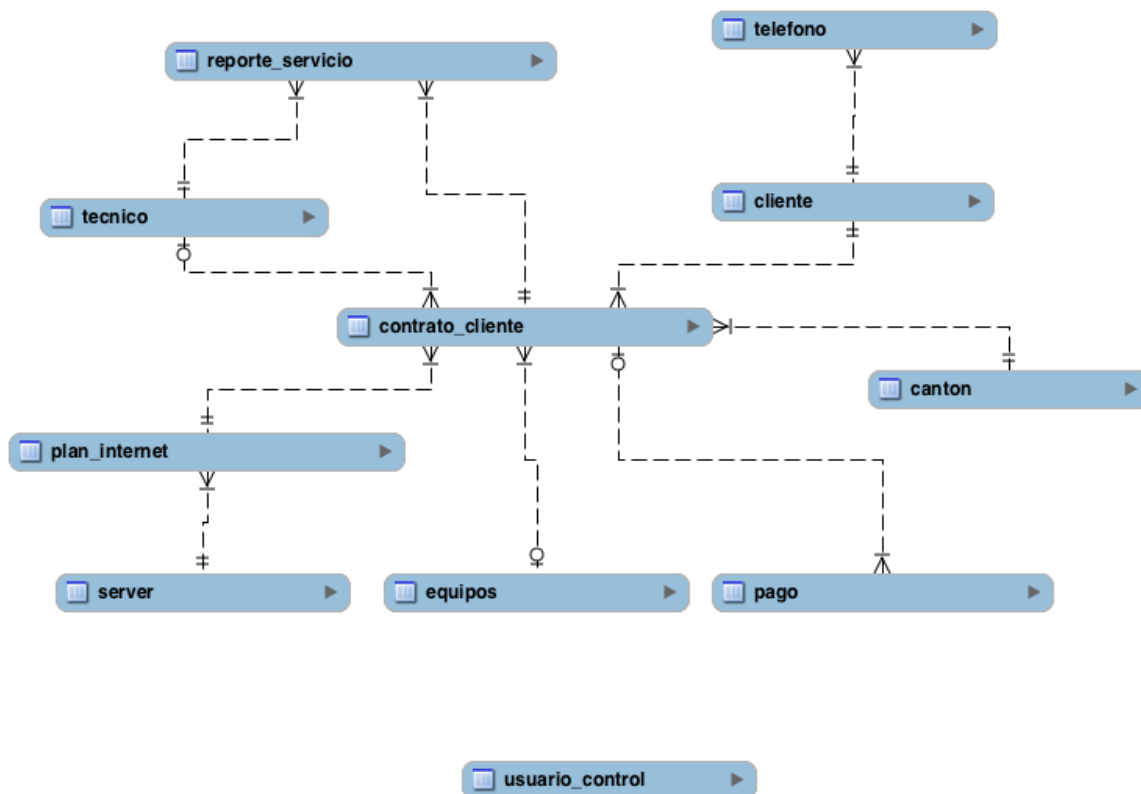 telefono
reporte_servicio
cliente
tecnico
contrato_cliente
canton
plan_internet
server
equipos
pago
usuario_control